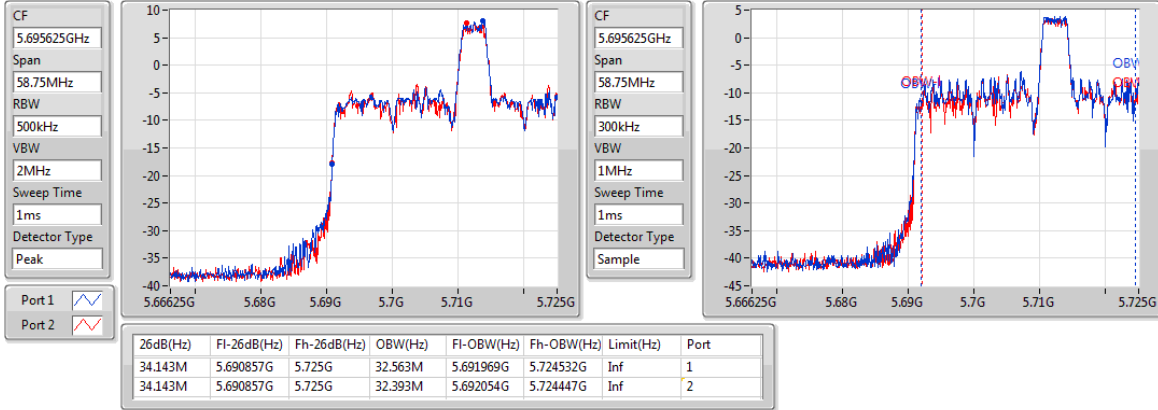 CF
5.695625GHz
Span
58.75MHz
RBW
500kHz
VBW
2MHz
Sweep Time
1ms
Detector Type
Peak
Port 1
Port 2
10
5
0
-5
-10
-15
-20
-25
-30
-35
-40
5.66625G 5.68G 5.69G 5.7G 5.71G 5.725G
CF
5.695625GHz
Span
58.75MHz
RBW
300kHz
VBW
1MHz
Sweep Time
1ms
Detector Type
Sample
5
0
-5
-10
-15
-20
-25
-30
-35
-40
-45
OBW
OBW
5.66625G 5.68G 5.69G 5.7G 5.71G 5.725G
26dB(Hz) Fl-26dB(Hz) Fh-26dB(Hz) OBW(Hz) Fl-OBW(Hz) Fh-OBW(Hz) Limit(Hz) Port
34.143M 5.690857G 5.725G 32.563M 5.691969G 5.724532G Inf 1
34.143M 5.690857G 5.725G 32.393M 5.692054G 5.724447G Inf 2